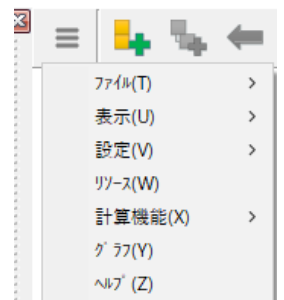 ﾌｧｲﾙ(T)
表示(U)
設定(V)
ﾘｿｰｽ(W)
計算機能(X)
ｸﾞﾗﾌ(Y)
ﾍﾙﾌﾟ(Z)